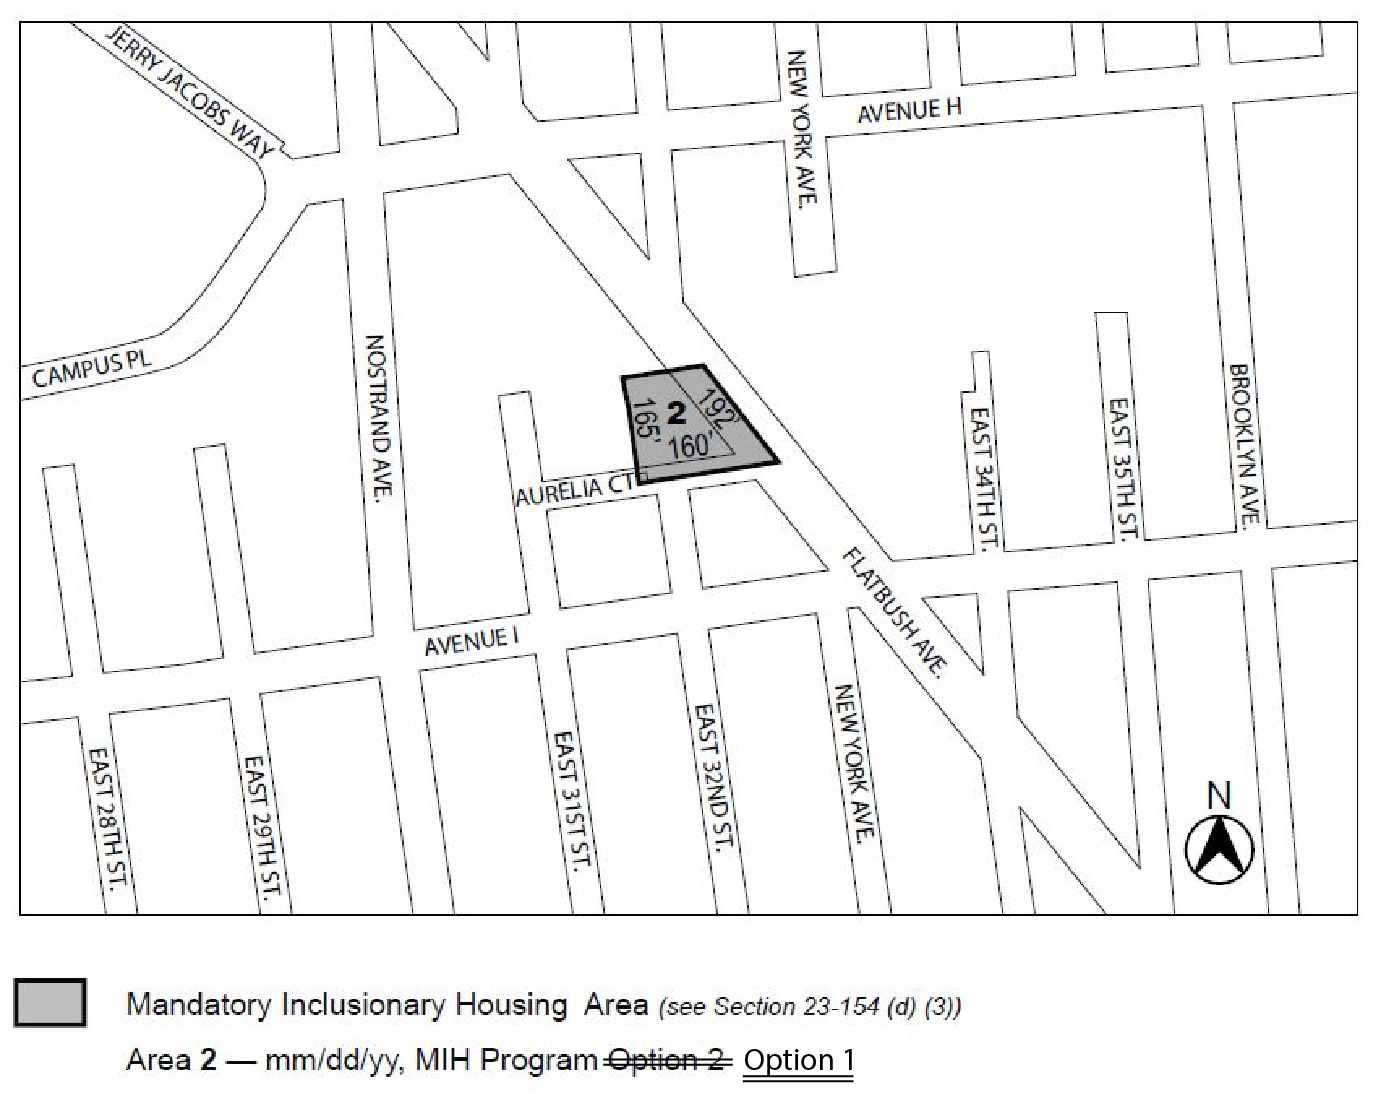 JERRY JACOBS WAY
NEW YORK AVE.
AVENUE H
CAMPUS PL
NOSTRAND AVE.
BROOKLYN AVE.
2
192'
165'
160'
AURELIA CT
EAST 34TH ST.
EAST 35TH ST.
FLATBUSH AVE.
AVENUE I
EAST 28TH ST.
EAST 29TH ST.
EAST 31ST ST.
EAST 32ND ST.
NEW YORK AVE.
N
Mandatory Inclusionary Housing Area (see Section 23-154 (d) (3))
Area 2 — mm/dd/yy, MIH Program Option 2 Option 1